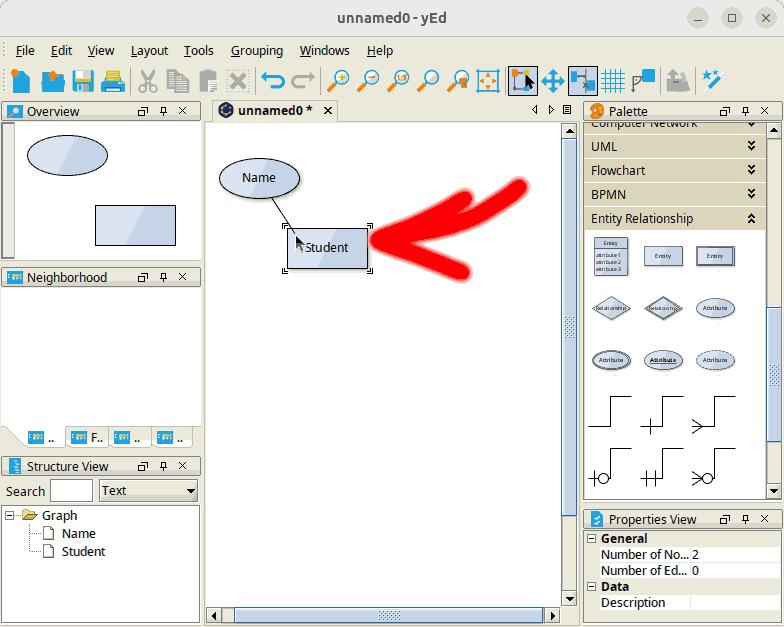 unnamed0 - yEd
File Edit View Layout Tools Grouping Windows Help
Overview
unnamed0 *
Palette
Computer Network
UML
Flowchart
BPMN
Entity Relationship
Name
Student
Entity
attribute 1
attribute 2
attribute 3
Entity
Entity
Relationship
Relationship
Attribute
Attribute
Attribute
Attribute
Neighborhood
..
F..
..
..
Structure View
Search
Text
Graph
Name
Student
Properties View
General
Number of No... 2
Number of Ed... 0
Data
Description